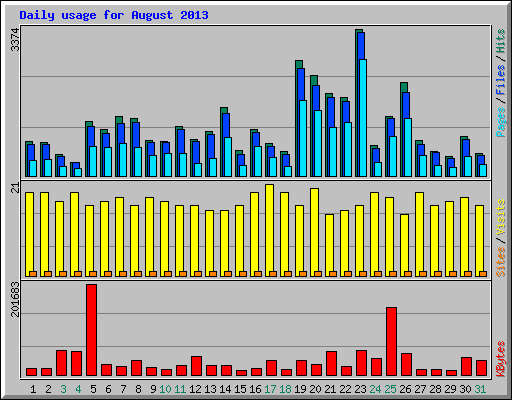 Daily usage for August 2013
3374
Pages / Files / Hits
21
Sites / Visits
201683
KBytes
1 2 3 4 5 6 7 8 9 10 11 12 13 14 15 16 17 18 19 20 21 22 23 24 25 26 27 28 29 30 31